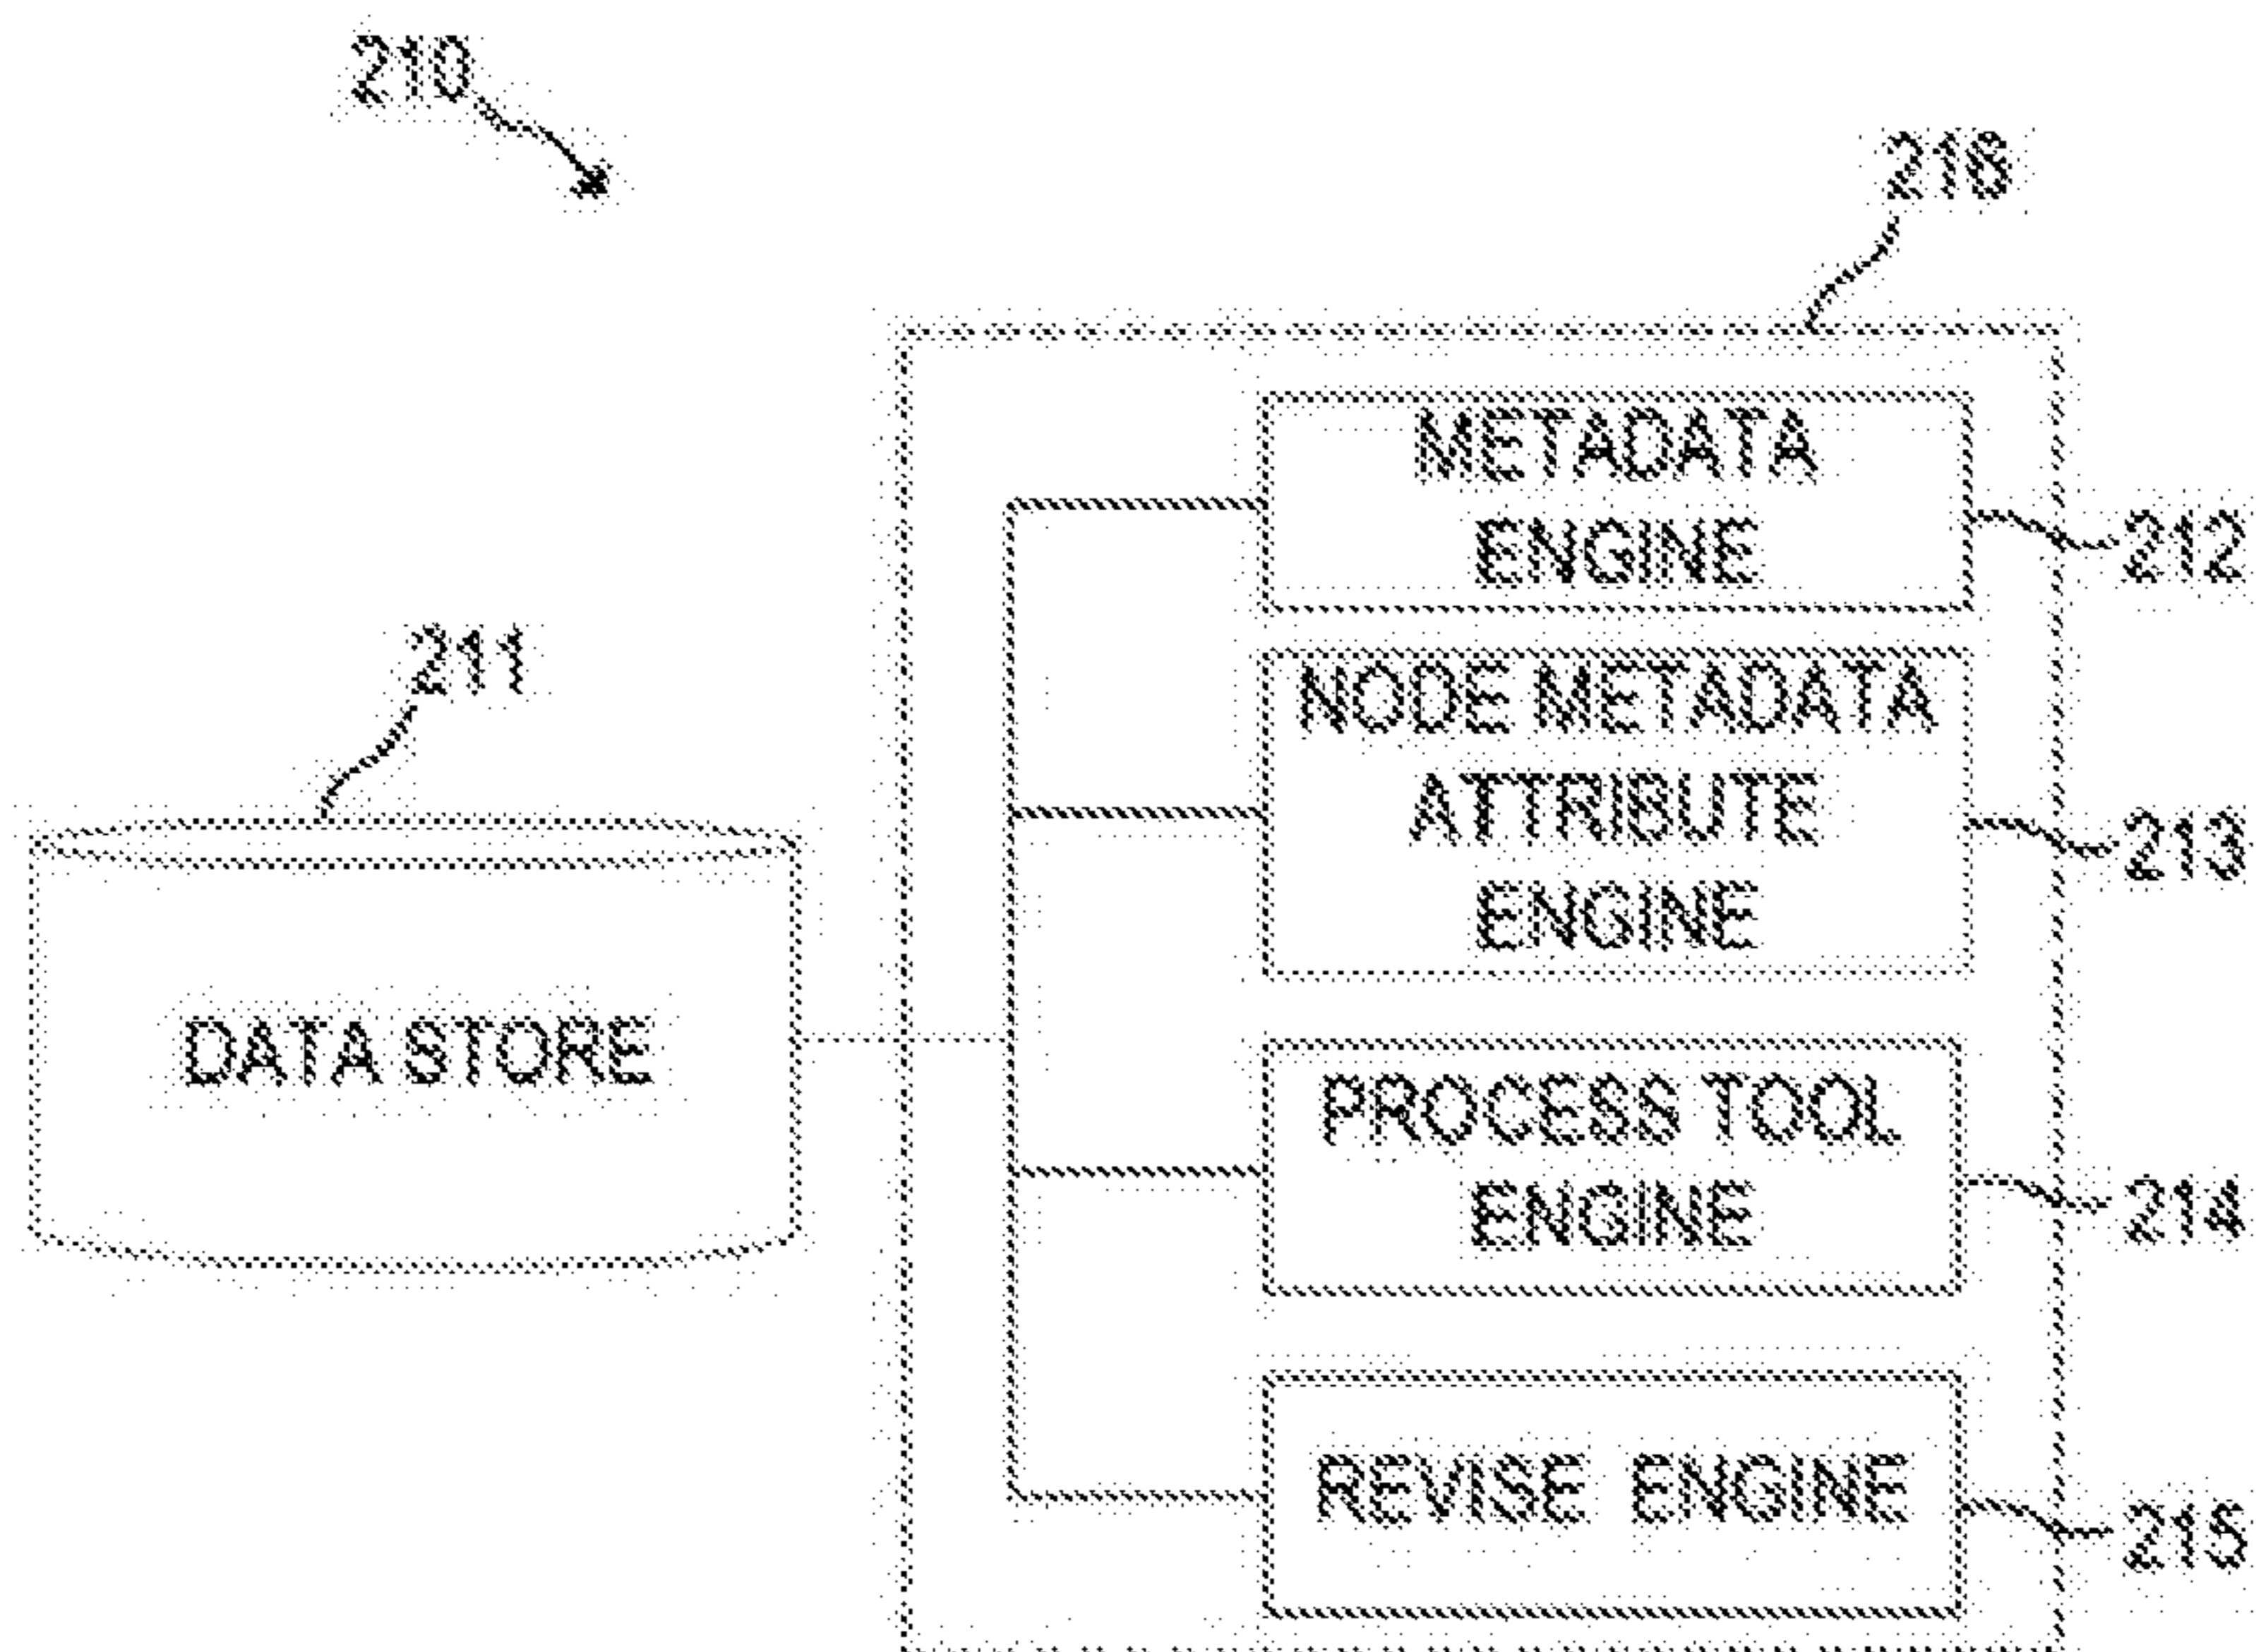 210
216
METADATA
ENGINE
212
211
NODE METADATA
ATTRIBUTE
ENGINE
213
DATA STORE
PROCESS TOOL
ENGINE
214
REVISE ENGINE
215